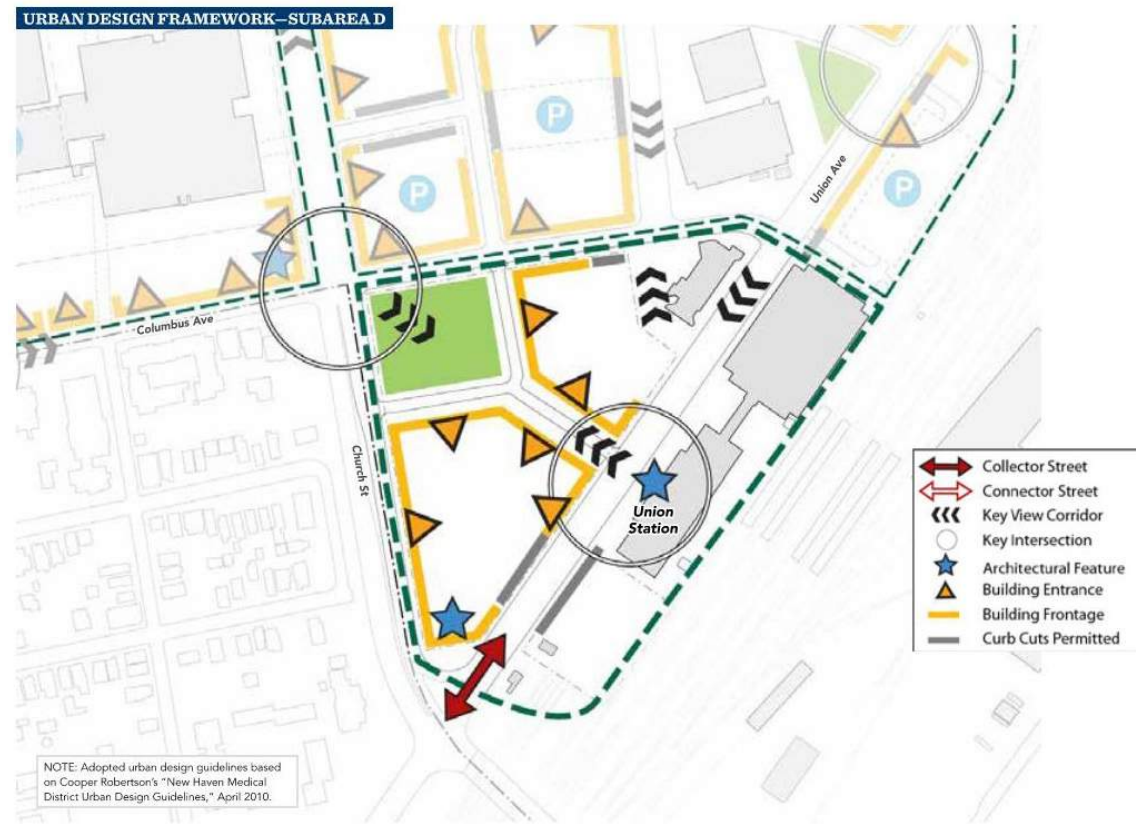 URBAN DESIGN FRAMEWORK—SUBAREA D
P
P
P
Union Ave
Columbus Ave
Church St
Union
Station
Collector Street
Connector Street
Key View Corridor
Key Intersection
Architectural Feature
Building Entrance
Building Frontage
Curb Cuts Permitted
NOTE: Adopted urban design guidelines based
on Cooper Robertson's "New Haven Medical
District Urban Design Guidelines," April 2010.